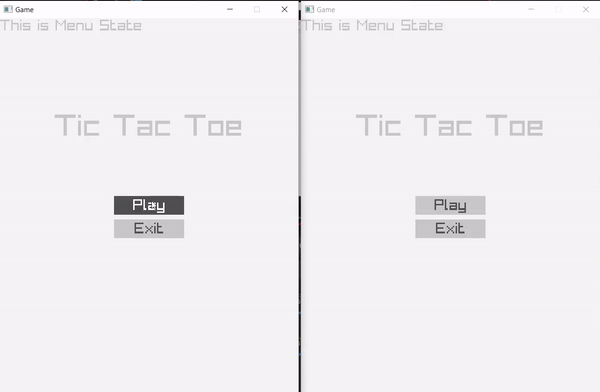 Game
This is Menu State
Tic Tac Toe
Play
Exit
Game
This is Menu State
Tic Tac Toe
Play
Exit